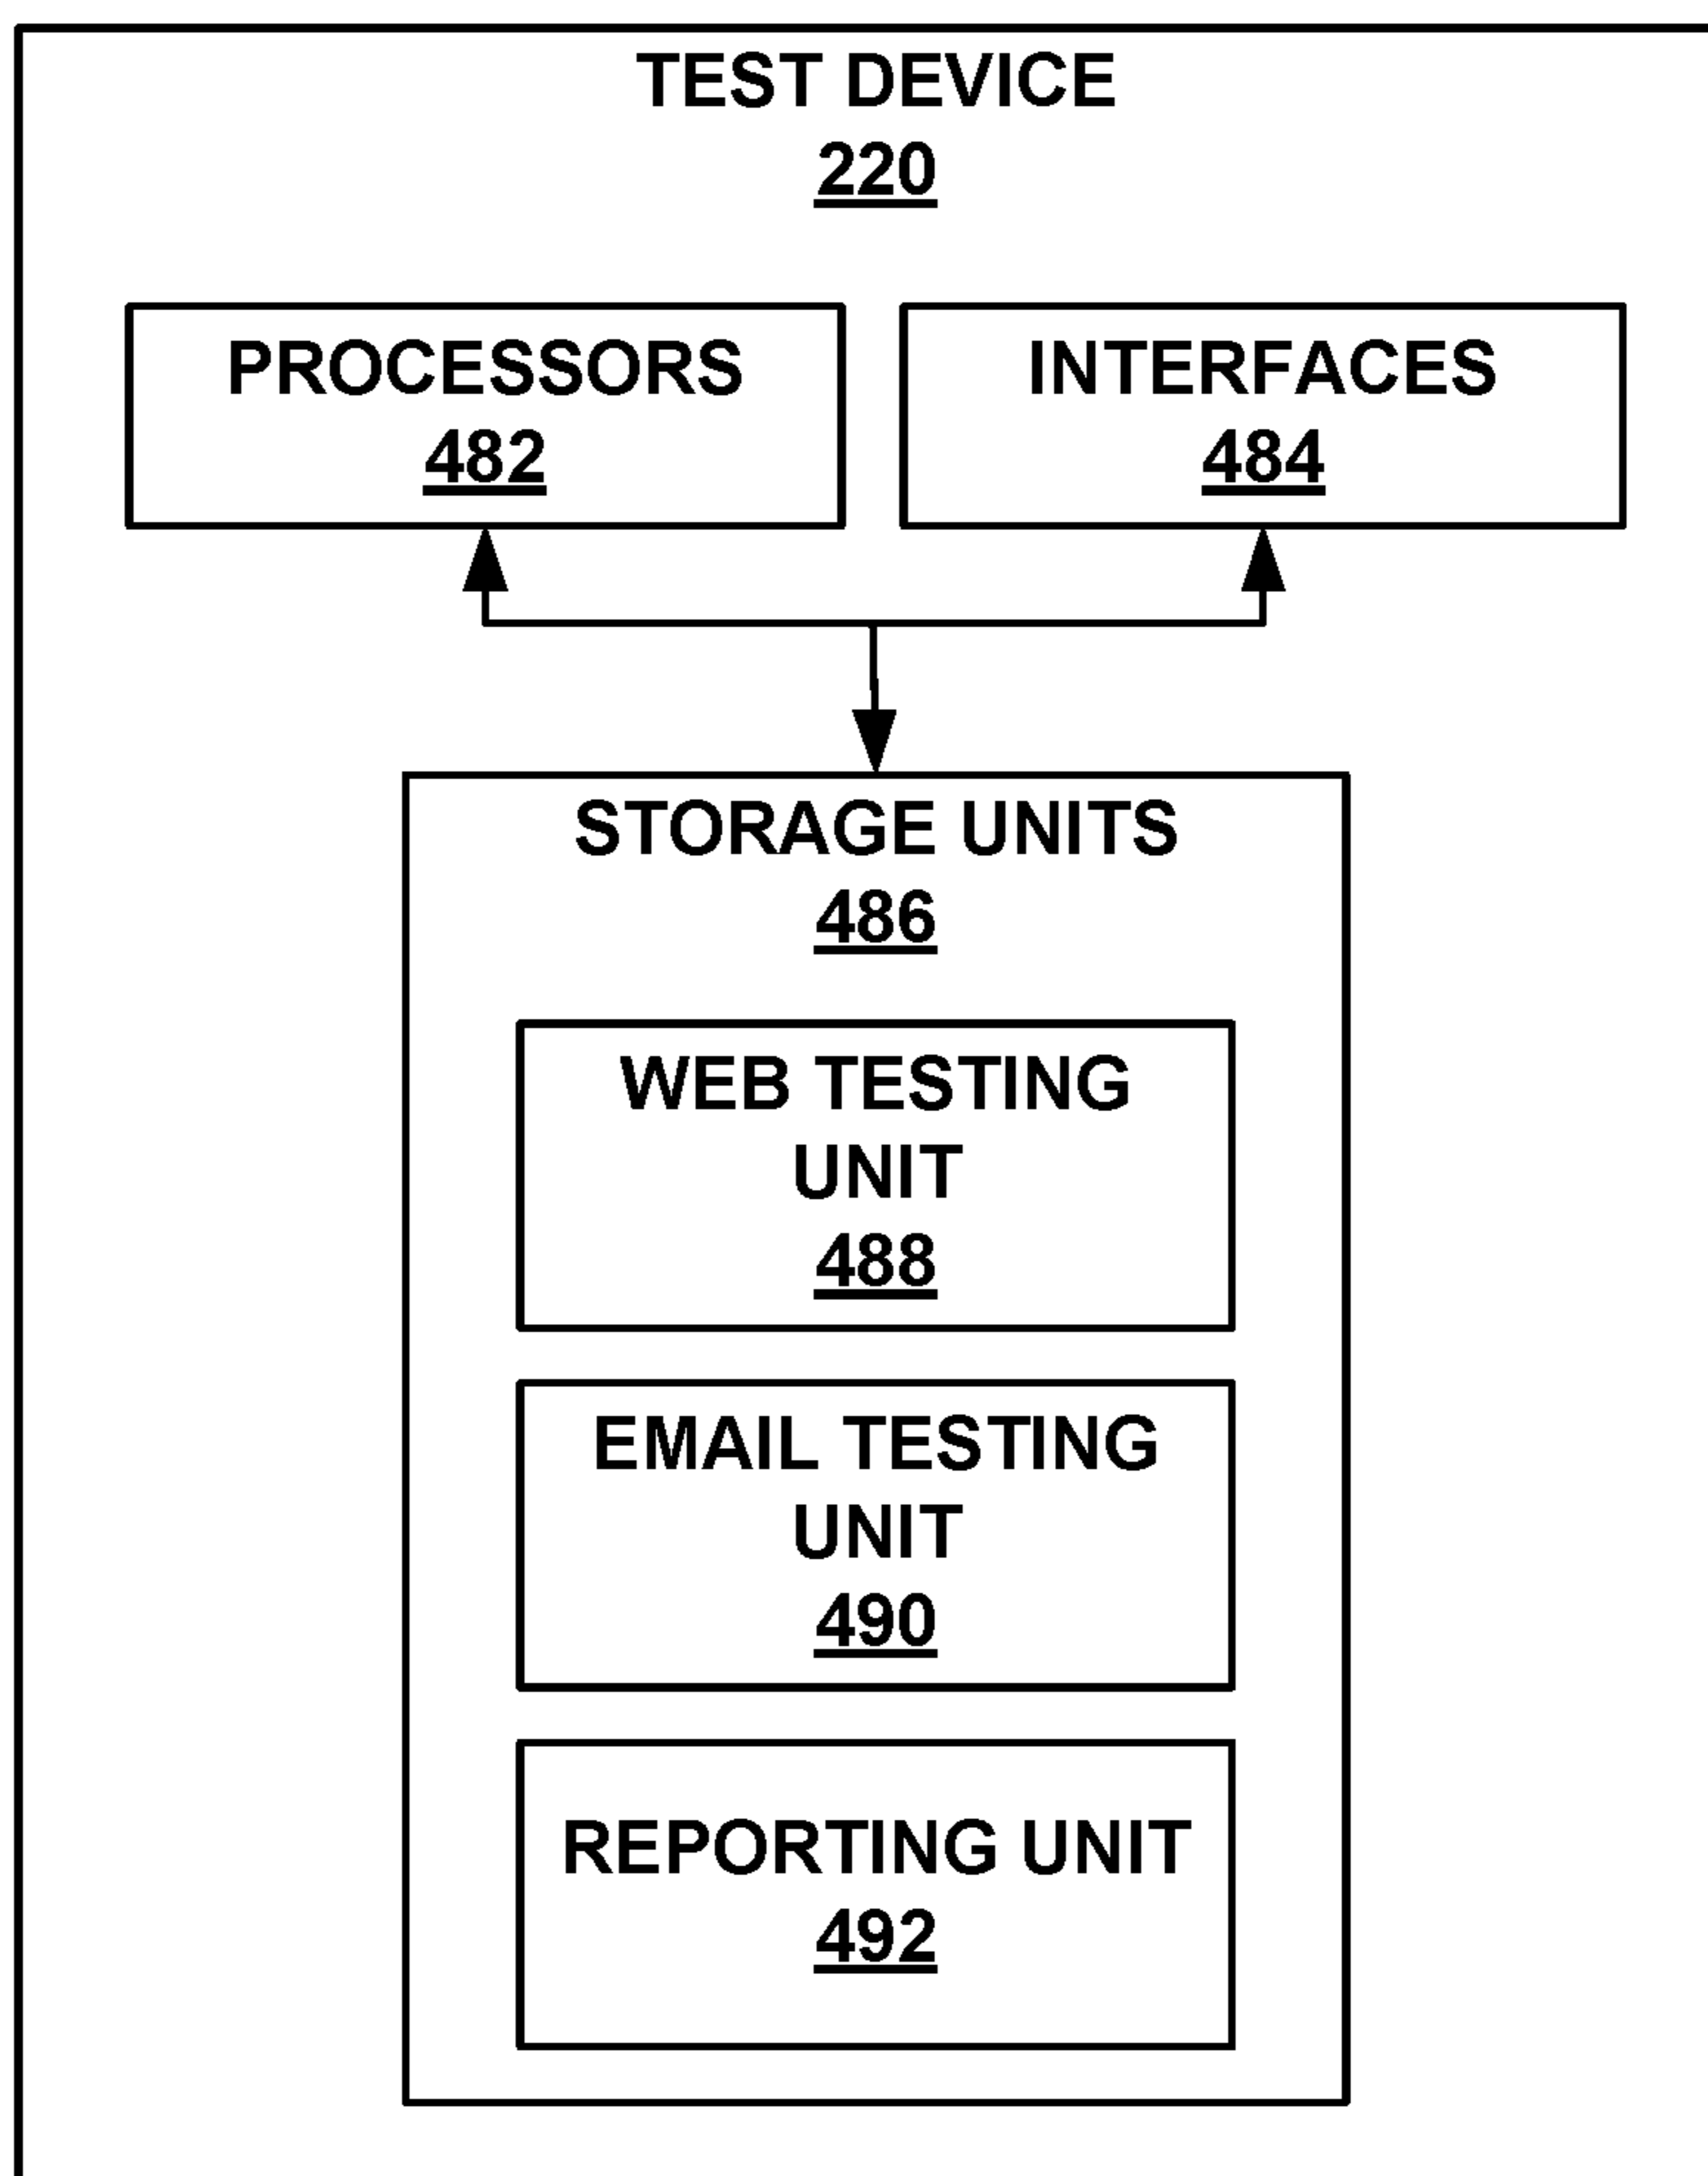 TEST DEVICE
220
PROCESSORS
482
INTERFACES
484
STORAGE UNITS
486
WEB TESTING
UNIT
488
EMAIL TESTING
UNIT
490
REPORTING UNIT
492